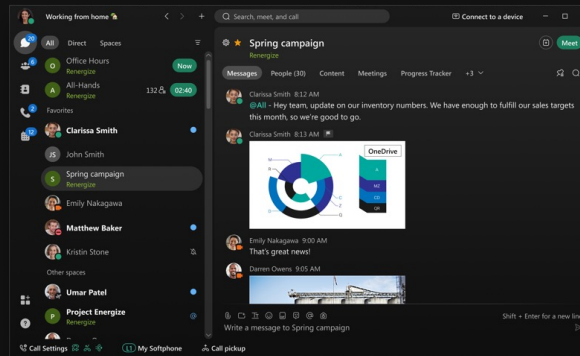 Working from home
Search, meet, and call
Connect to a device
20
All
Direct
Spaces
6
2
12
O
Office Hours
Renergize
Now
A
All-Hands
Renergize
132
02:40
Favorites
Clarissa Smith
JS
John Smith
S
Spring campaign
Renergize
Emily Nakagawa
Matthew Baker
Kristin Stone
Other spaces
Umar Patel
P
Project Energize
Renergize
@
Call Settings
L1
My Softphone
Call pickup
Spring campaign
Renergize
Meet
Messages
People (30)
Content
Meetings
Progress Tracker
+3
Clarissa Smith 8:12 AM
@All - Hey team, update on our inventory numbers. We have enough to fulfill our sales targets
this month, so we're good to go.
Clarissa Smith 8:13 AM
OneDrive
A
Emily Nakagawa 9:00 AM
That's great news!
Darren Owens 9:05 AM
Shift + Enter for a new line
Write a message to Spring campaign